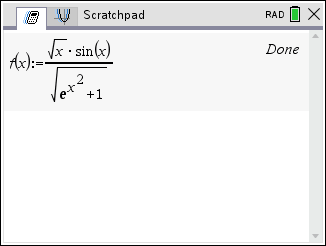 Scratchpad RAD
f(x):=√x·sin(x)/√(e^x^2+1) Done